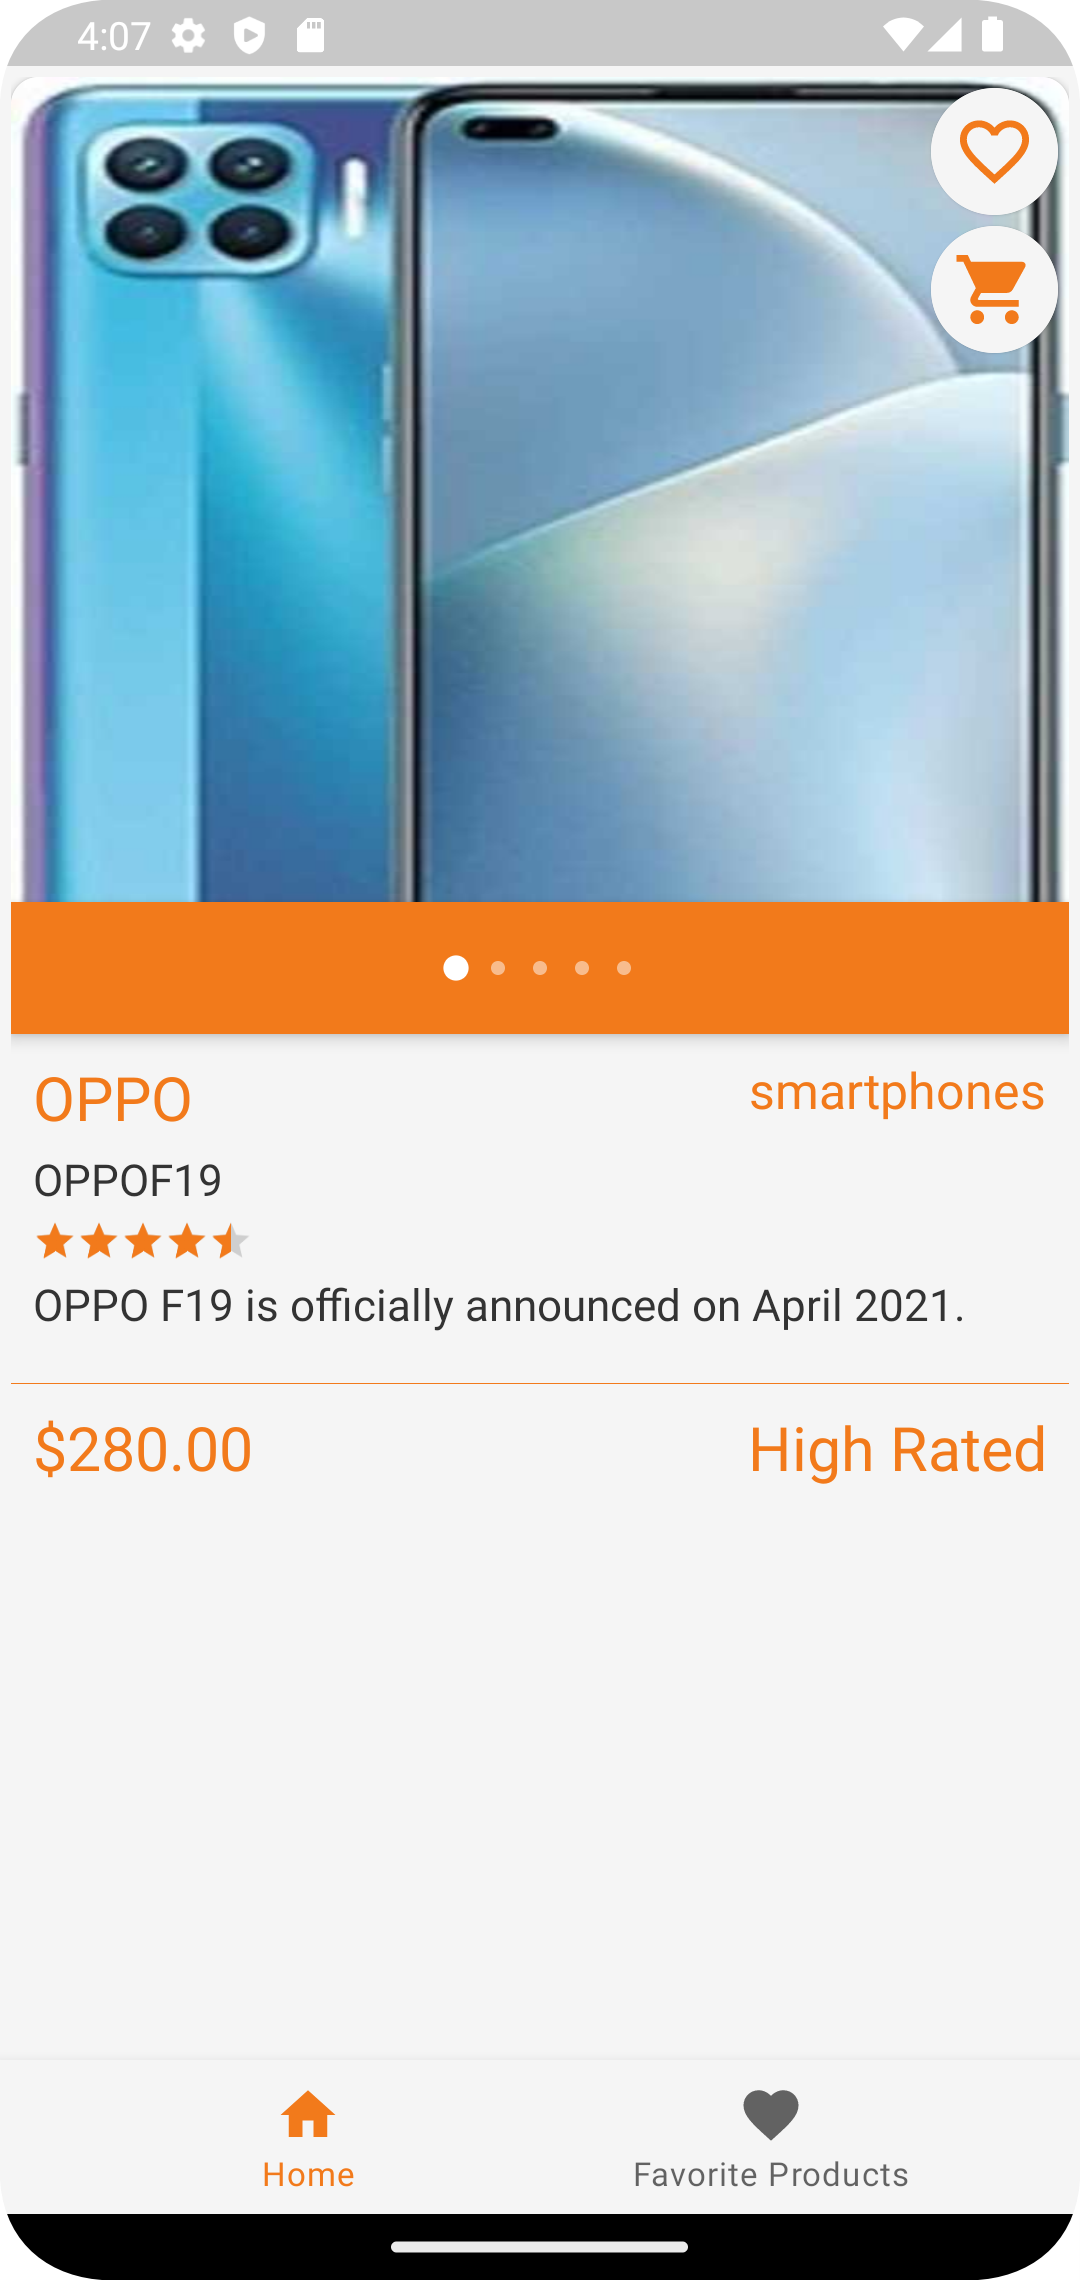 4:07
OPPO
smartphones
OPPOF19
OPPO F19 is officially announced on April 2021.
$280.00
High Rated
Home
Favorite Products